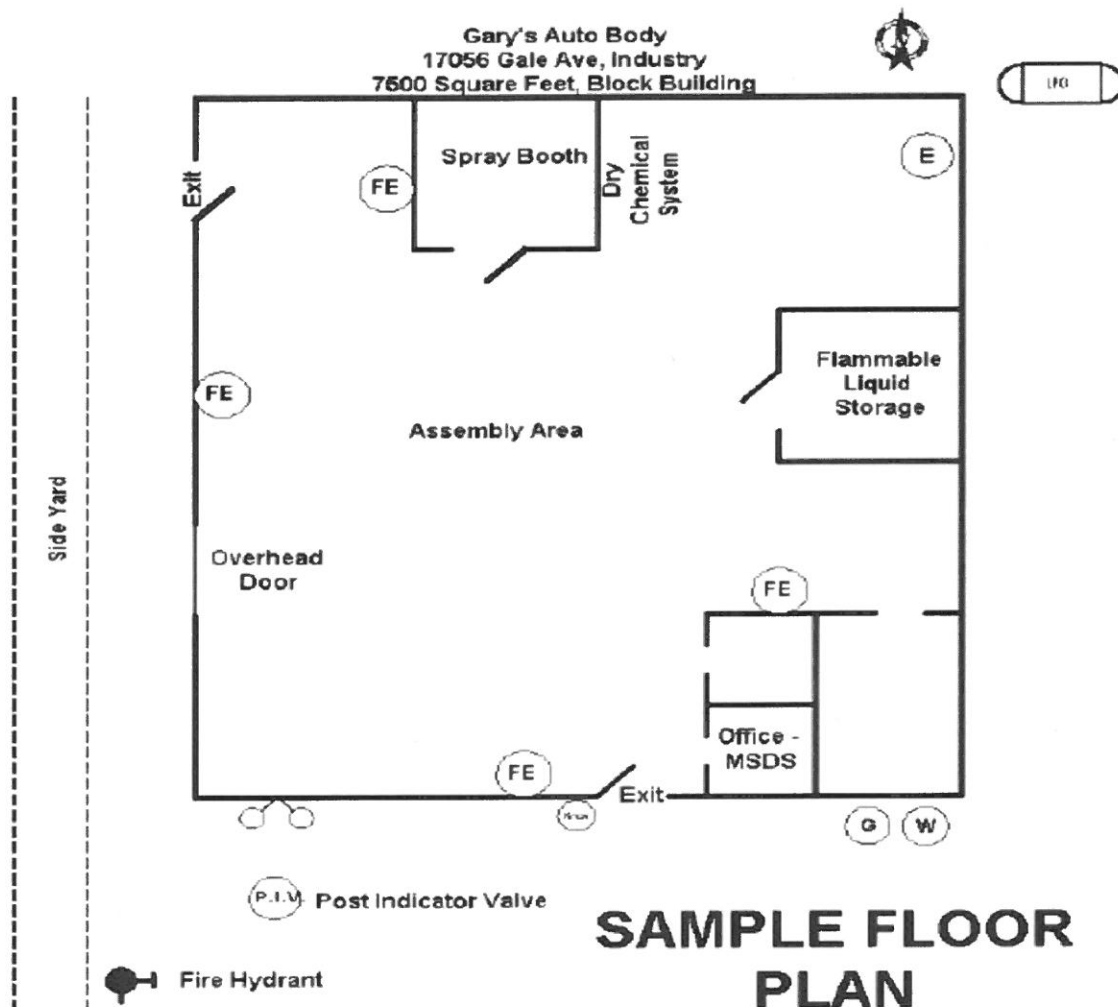 Gary's Auto Body
17056 Gale Ave, Industry
7500 Square Feet, Block Building
Exit
FE
Spray Booth
Dry
Chemical
System
E
FE
Assembly Area
Flammable
Liquid
Storage
Side Yard
Overhead
Door
FE
Office -
MSDS
FE
Exit
G
W
P.I.V. Post Indicator Valve
SAMPLE FLOOR
PLAN
Fire Hydrant